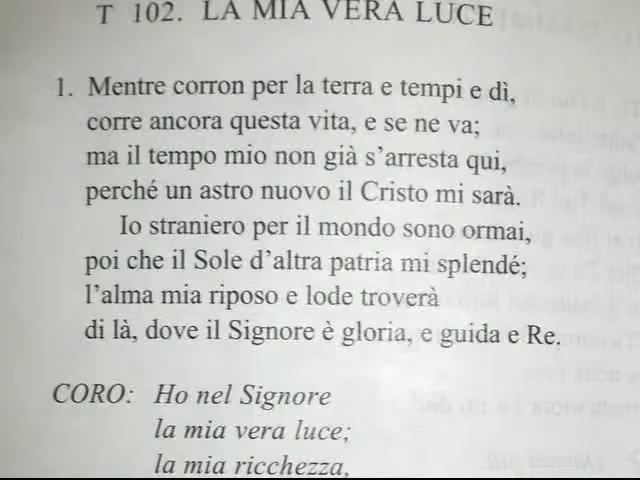 T 102. LA MIA VERA LUCE
1. Mentre corron per la terra e tempi e dì,
corre ancora questa vita, e se ne va;
ma il tempo mio non già s'arresta qui,
perché un astro nuovo il Cristo mi sarà.
Io straniero per il mondo sono ormai,
poi che il Sole d'altra patria mi splendé;
l'alma mia riposo e lode troverà
di là, dove il Signore è gloria, e guida e Re.
CORO: Ho nel Signore
la mia vera luce;
la mia ricchezza,